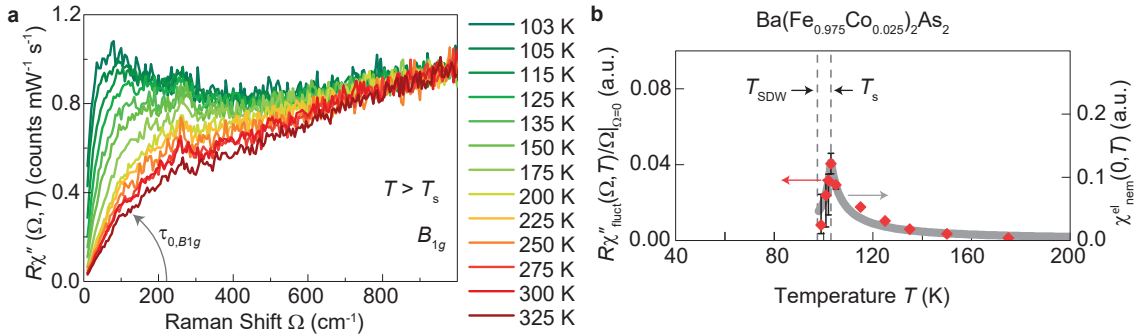 a
Rχ″ (Ω, T) (counts mW⁻¹ s⁻¹)
1.2
0.8
0.4
0.0
0 200 400 600 800
Raman Shift Ω (cm⁻¹)
T > Tₛ
B₁g
τ₀,B1g
103 K
105 K
115 K
125 K
135 K
150 K
175 K
200 K
225 K
250 K
275 K
300 K
325 K
b
Ba(Fe₀.₉₇₅Co₀.₀₂₅)₂As₂
Rχ″fluct(Ω,T)/Ω|Ω=0 (a.u.)
0.08
0.04
0.00
T_SDW
Tₛ
0.2
0.1
0.0
χ^el_nem(0,T) (a.u.)
40 80 120 160 200
Temperature T (K)